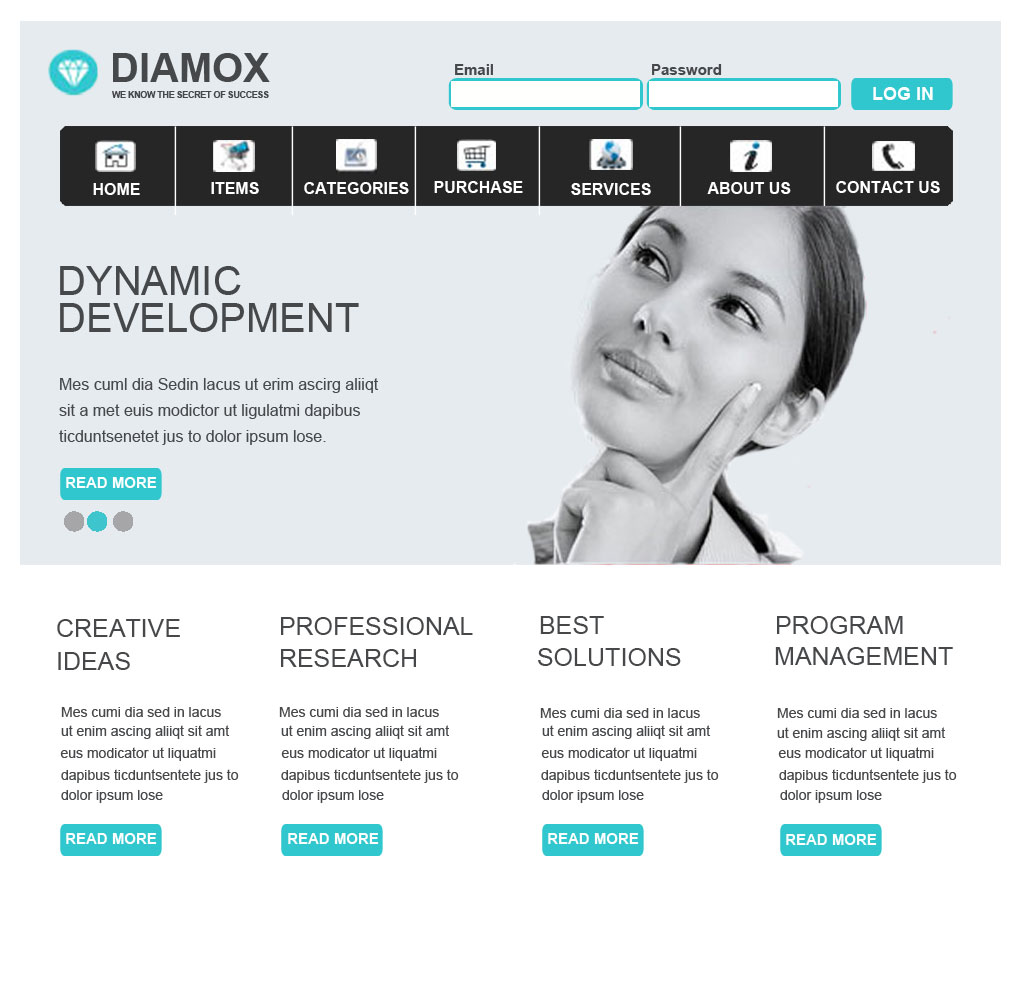 DIAMOX
WE KNOW THE SECRET OF SUCCESS
Email
Password
LOG IN
HOME
ITEMS
CATEGORIES
PURCHASE
SERVICES
ABOUT US
CONTACT US
DYNAMIC
DEVELOPMENT
Mes cuml dia Sedin lacus ut erim ascirg aliiqt
sit a met euis modictor ut ligulatmi dapibus
ticduntsenetet jus to dolor ipsum lose.
READ MORE
CREATIVE
IDEAS
Mes cumi dia sed in lacus
ut enim ascing aliiqt sit amt
eus modicator ut liquatmi
dapibus ticduntsentete jus to
dolor ipsum lose
READ MORE
PROFESSIONAL
RESEARCH
Mes cumi dia sed in lacus
ut enim ascing aliiqt sit amt
eus modicator ut liquatmi
dapibus ticduntsentete jus to
dolor ipsum lose
READ MORE
BEST
SOLUTIONS
Mes cumi dia sed in lacus
ut enim ascing aliiqt sit amt
eus modicator ut liquatmi
dapibus ticduntsentete jus to
dolor ipsum lose
READ MORE
PROGRAM
MANAGEMENT
Mes cumi dia sed in lacus
ut enim ascing aliiqt sit amt
eus modicator ut liquatmi
dapibus ticduntsentete jus to
dolor ipsum lose
READ MORE